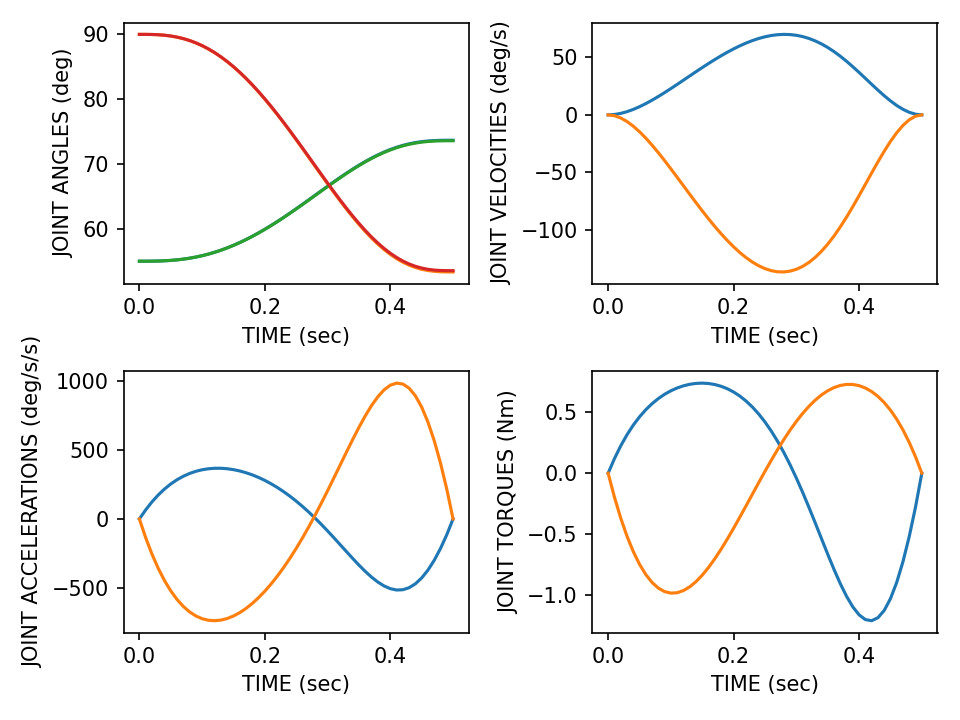 JOINT ANGLES (deg)
90
80
70
60
0.0 0.2 0.4
TIME (sec)
JOINT VELOCITIES (deg/s)
50
0
−50
−100
0.0 0.2 0.4
TIME (sec)
JOINT ACCELERATIONS (deg/s/s)
1000
500
0
−500
0.0 0.2 0.4
TIME (sec)
JOINT TORQUES (Nm)
0.5
0.0
−0.5
−1.0
0.0 0.2 0.4
TIME (sec)